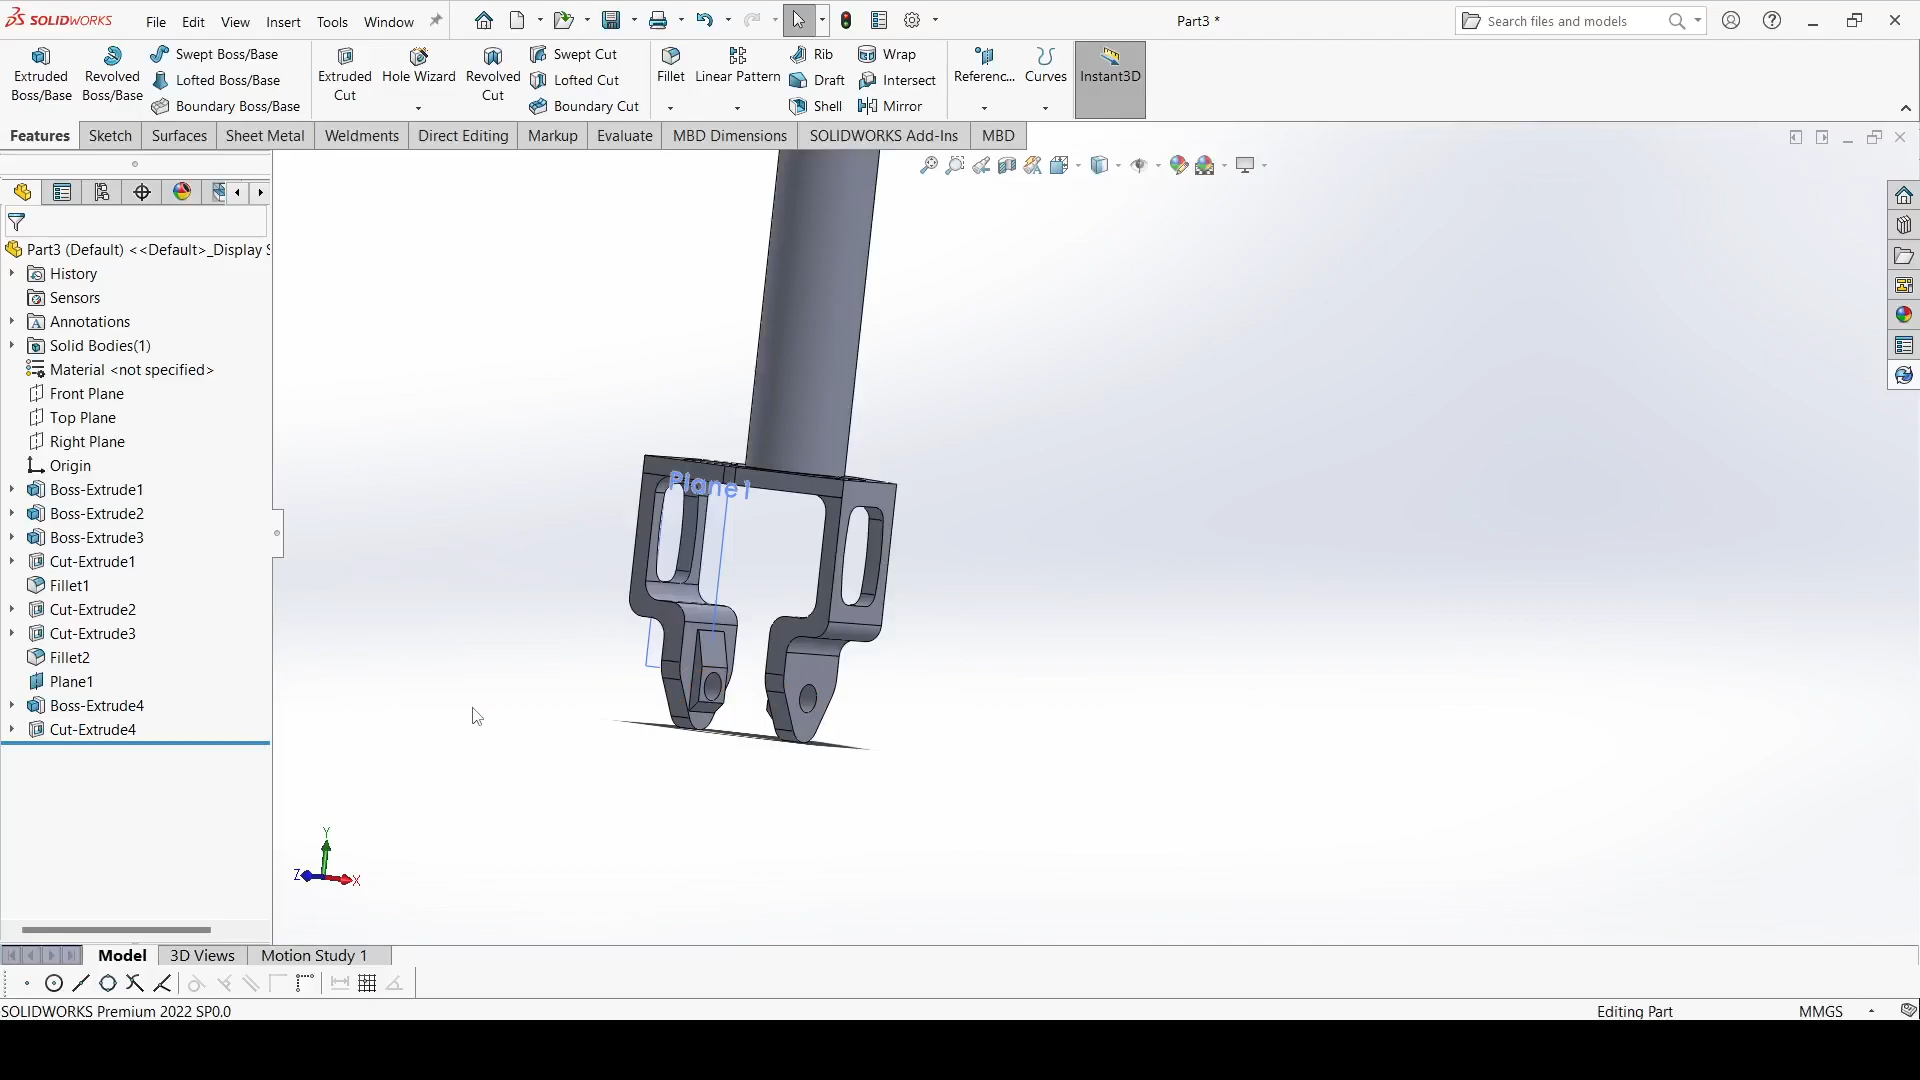 SOLIDWORKS File Edit View Insert Tools Window Part3 * Search files and models
Extruded Boss/Base
Revolved Boss/Base
Swept Boss/Base
Lofted Boss/Base
Boundary Boss/Base
Extruded Cut
Hole Wizard
Revolved Cut
Swept Cut
Lofted Cut
Boundary Cut
Fillet
Linear Pattern
Rib
Draft
Shell
Wrap
Intersect
Mirror
Referenc...
Curves
Instant3D
Features Sketch Surfaces Sheet Metal Weldments Direct Editing Markup Evaluate MBD Dimensions SOLIDWORKS Add-Ins MBD
Part3 (Default) <<Default>_Display S
History
Sensors
Annotations
Solid Bodies(1)
Material <not specified>
Front Plane
Top Plane
Right Plane
Origin
Boss-Extrude1
Boss-Extrude2
Boss-Extrude3
Cut-Extrude1
Fillet1
Cut-Extrude2
Cut-Extrude3
Fillet2
Plane1
Boss-Extrude4
Cut-Extrude4
Plane1
Y
Z X
Model 3D Views Motion Study 1
SOLIDWORKS Premium 2022 SP0.0 Editing Part MMGS